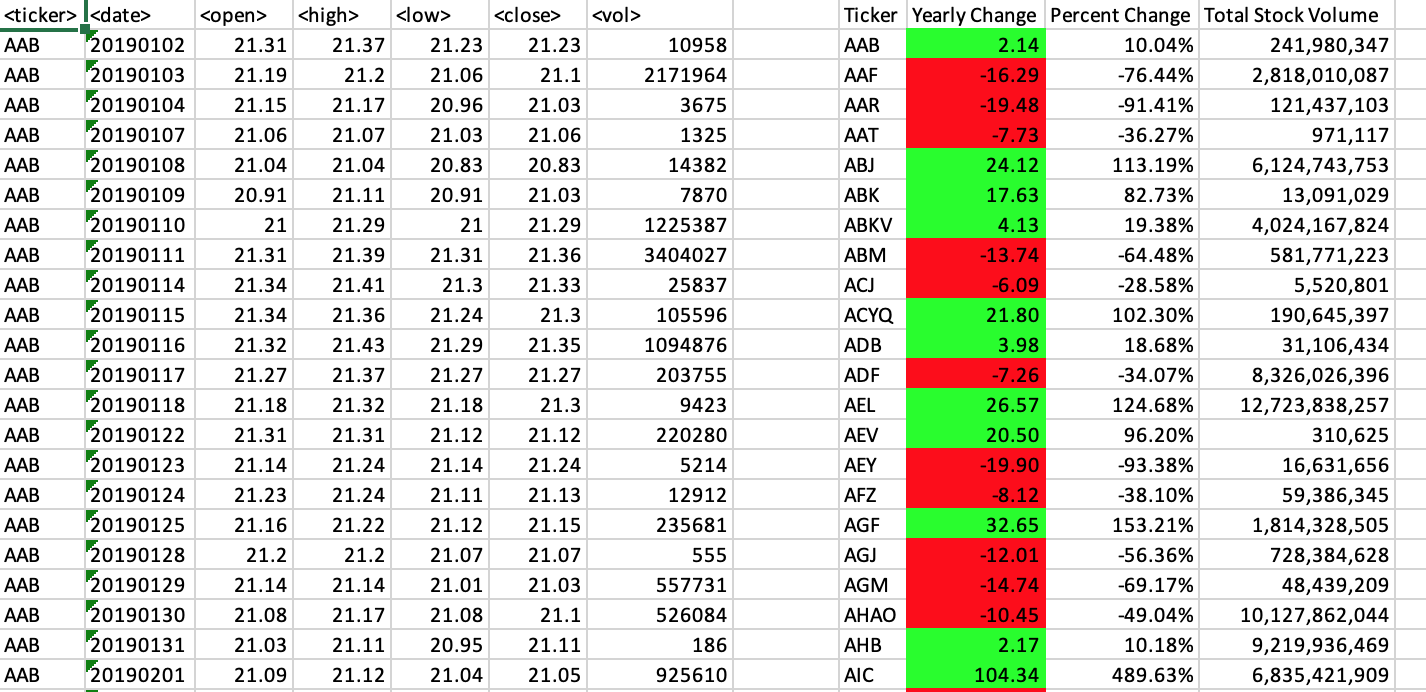 <ticker> <date> <open> <high> <low> <close> <vol> Ticker Yearly Change Percent Change Total Stock Volume
AAB 20190102 21.31 21.37 21.23 21.23 10958 AAB 2.14 10.04% 241,980,347
AAB 20190103 21.19 21.2 21.06 21.1 2171964 AAF -16.29 -76.44% 2,818,010,087
AAB 20190104 21.15 21.17 20.96 21.03 3675 AAR -19.48 -91.41% 121,437,103
AAB 20190107 21.06 21.07 21.03 21.06 1325 AAT -7.73 -36.27% 971,117
AAB 20190108 21.04 21.04 20.83 20.83 14382 ABJ 24.12 113.19% 6,124,743,753
AAB 20190109 20.91 21.11 20.91 21.03 7870 ABK 17.63 82.73% 13,091,029
AAB 20190110 21 21.29 21 21.29 1225387 ABKV 4.13 19.38% 4,024,167,824
AAB 20190111 21.31 21.39 21.31 21.36 3404027 ABM -13.74 -64.48% 581,771,223
AAB 20190114 21.34 21.41 21.3 21.33 25837 ACJ -6.09 -28.58% 5,520,801
AAB 20190115 21.34 21.36 21.24 21.3 105596 ACYQ 21.80 102.30% 190,645,397
AAB 20190116 21.32 21.43 21.29 21.35 1094876 ADB 3.98 18.68% 31,106,434
AAB 20190117 21.27 21.37 21.27 21.27 203755 ADF -7.26 -34.07% 8,326,026,396
AAB 20190118 21.18 21.32 21.18 21.3 9423 AEL 26.57 124.68% 12,723,838,257
AAB 20190122 21.31 21.31 21.12 21.12 220280 AEV 20.50 96.20% 310,625
AAB 20190123 21.14 21.24 21.14 21.24 5214 AEY -19.90 -93.38% 16,631,656
AAB 20190124 21.23 21.24 21.11 21.13 12912 AFZ -8.12 -38.10% 59,386,345
AAB 20190125 21.16 21.22 21.12 21.15 235681 AGF 32.65 153.21% 1,814,328,505
AAB 20190128 21.2 21.2 21.07 21.07 555 AGJ -12.01 -56.36% 728,384,628
AAB 20190129 21.14 21.14 21.01 21.03 557731 AGM -14.74 -69.17% 48,439,209
AAB 20190130 21.08 21.17 21.08 21.1 526084 AHAO -10.45 -49.04% 10,127,862,044
AAB 20190131 21.03 21.11 20.95 21.11 186 AHB 2.17 10.18% 9,219,936,469
AAB 20190201 21.09 21.12 21.04 21.05 925610 AIC 104.34 489.63% 6,835,421,909